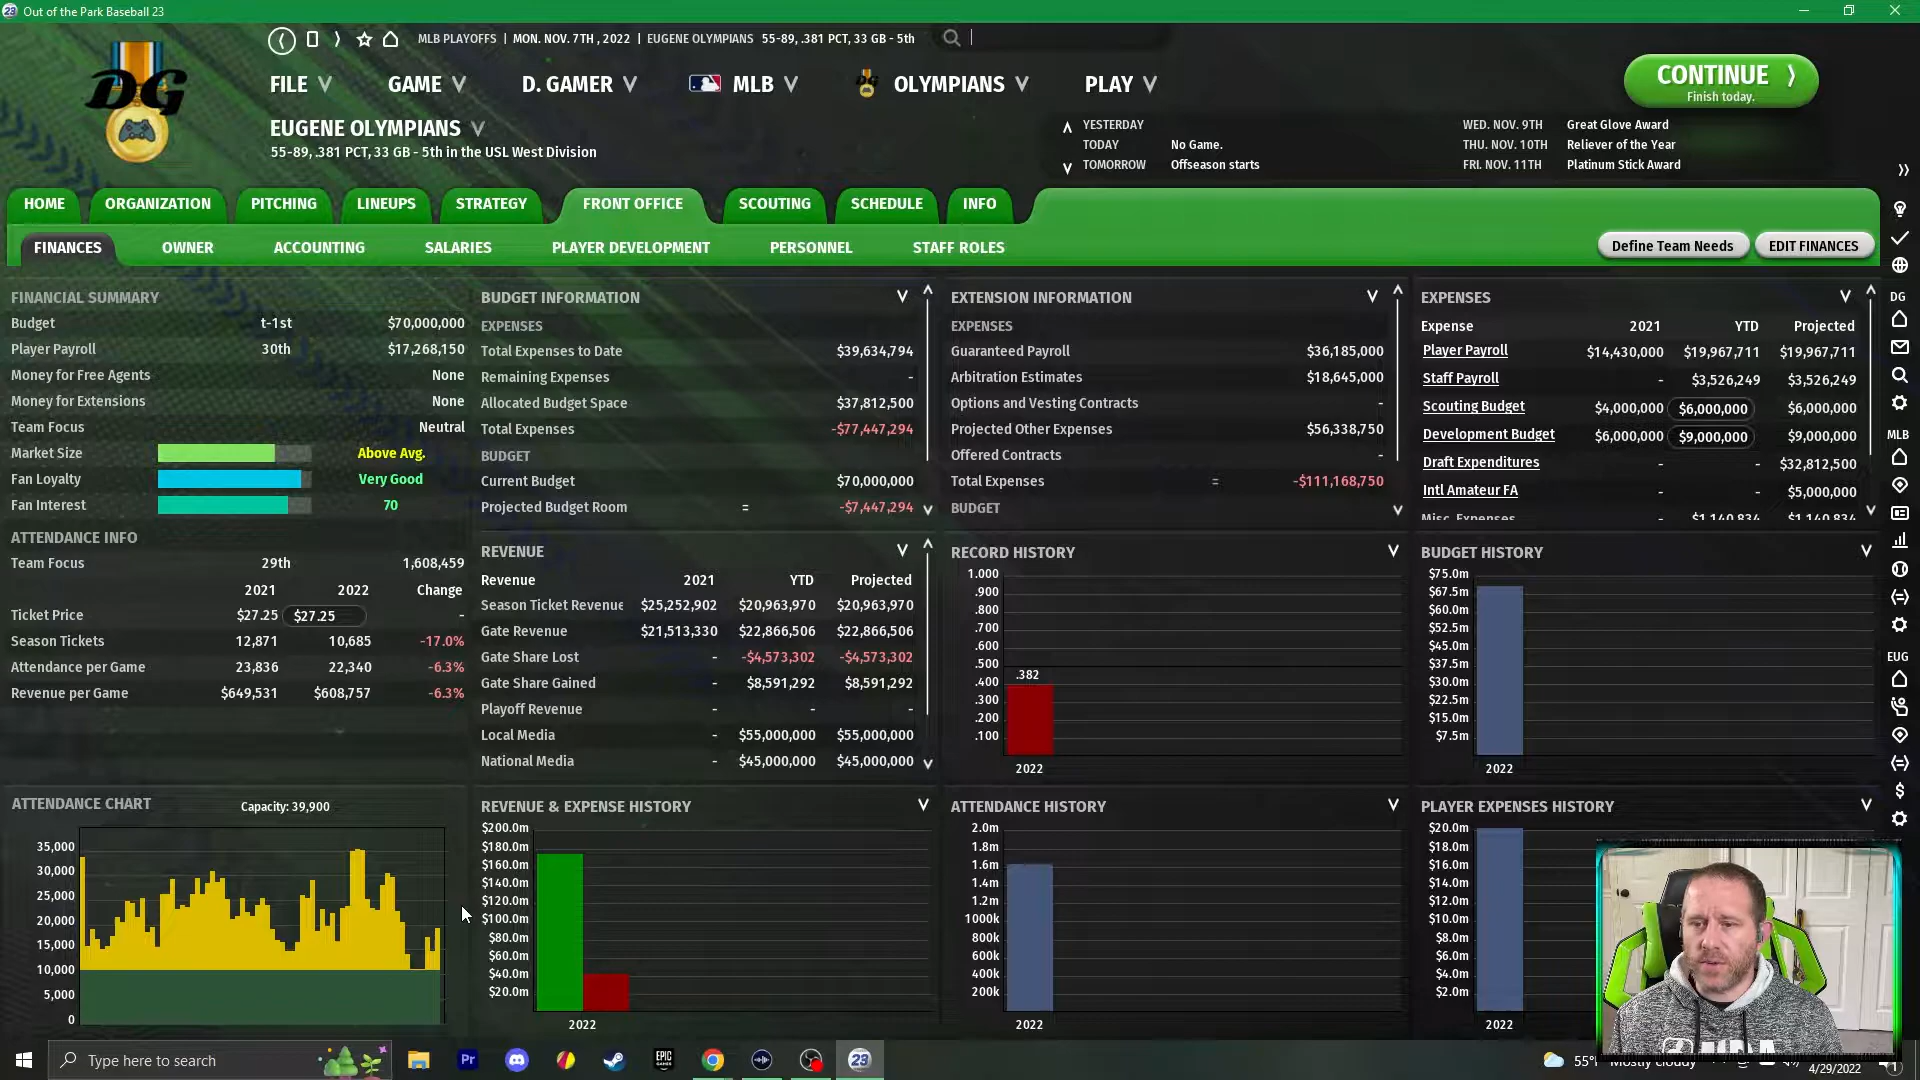 Out of the Park Baseball 23
MLB PLAYOFFS | MON. NOV. 7TH , 2022 | EUGENE OLYMPIANS 55-89, .381 PCT, 33 GB - 5th
DG
FILE GAME D. GAMER MLB OLYMPIANS PLAY
CONTINUE
Finish today.
EUGENE OLYMPIANS
55-89, .381 PCT, 33 GB - 5th in the USL West Division
YESTERDAY
TODAY No Game.
TOMORROW Offseason starts
WED. NOV. 9TH Great Glove Award
THU. NOV. 10TH Reliever of the Year
FRI. NOV. 11TH Platinum Stick Award
HOME ORGANIZATION PITCHING LINEUPS STRATEGY FRONT OFFICE SCOUTING SCHEDULE INFO
FINANCES OWNER ACCOUNTING SALARIES PLAYER DEVELOPMENT PERSONNEL STAFF ROLES
Define Team Needs EDIT FINANCES
FINANCIAL SUMMARY
Budget t-1st $70,000,000
Player Payroll 30th $17,268,150
Money for Free Agents None
Money for Extensions None
Team Focus Neutral
Market Size Above Avg.
Fan Loyalty Very Good
Fan Interest 70
ATTENDANCE INFO
Team Focus 29th 1,608,459
2021 2022 Change
Ticket Price $27.25 $27.25 -
Season Tickets 12,871 10,685 -17.0%
Attendance per Game 23,836 22,340 -6.3%
Revenue per Game $649,531 $608,757 -6.3%
BUDGET INFORMATION
EXPENSES
Total Expenses to Date $39,634,794
Remaining Expenses -
Allocated Budget Space $37,812,500
Total Expenses -$77,447,294
BUDGET
Current Budget $70,000,000
Projected Budget Room = -$7,447,294
EXTENSION INFORMATION
EXPENSES
Guaranteed Payroll $36,185,000
Arbitration Estimates $18,645,000
Options and Vesting Contracts -
Projected Other Expenses $56,338,750
Offered Contracts -
Total Expenses = -$111,168,750
BUDGET
EXPENSES
Expense 2021 YTD Projected
Player Payroll $14,430,000 $19,967,711 $19,967,711
Staff Payroll - $3,526,249 $3,526,249
Scouting Budget $4,000,000 $6,000,000 $6,000,000
Development Budget $6,000,000 $9,000,000 $9,000,000
Draft Expenditures - - $32,812,500
Intl Amateur FA - - $5,000,000
Misc. Expenses - $1,140,834 $1,140,834
REVENUE
Revenue 2021 YTD Projected
Season Ticket Revenue $25,252,902 $20,963,970 $20,963,970
Gate Revenue $21,513,330 $22,866,506 $22,866,506
Gate Share Lost - -$4,573,302 -$4,573,302
Gate Share Gained - $8,591,292 $8,591,292
Playoff Revenue - - -
Local Media - $55,000,000 $55,000,000
National Media - $45,000,000 $45,000,000
RECORD HISTORY
1.000
.900
.800
.700
.600
.500
.400
.300
.200
.100
.382
2022
BUDGET HISTORY
$75.0m
$67.5m
$60.0m
$52.5m
$45.0m
$37.5m
$30.0m
$22.5m
$15.0m
$7.5m
2022
ATTENDANCE CHART Capacity: 39,900
35,000
30,000
25,000
20,000
15,000
10,000
5,000
0
REVENUE & EXPENSE HISTORY
$200.0m
$180.0m
$160.0m
$140.0m
$120.0m
$100.0m
$80.0m
$60.0m
$40.0m
$20.0m
2022
ATTENDANCE HISTORY
2.0m
1.8m
1.6m
1.4m
1.2m
1000k
800k
600k
400k
200k
2022
PLAYER EXPENSES HISTORY
$20.0m
$18.0m
$16.0m
$14.0m
$12.0m
$10.0m
$8.0m
$6.0m
$4.0m
$2.0m
2022
DG
MLB
EUG
Type here to search
Pr
EPIC GAMES
23
55°F Mostly cloudy
4/29/2022